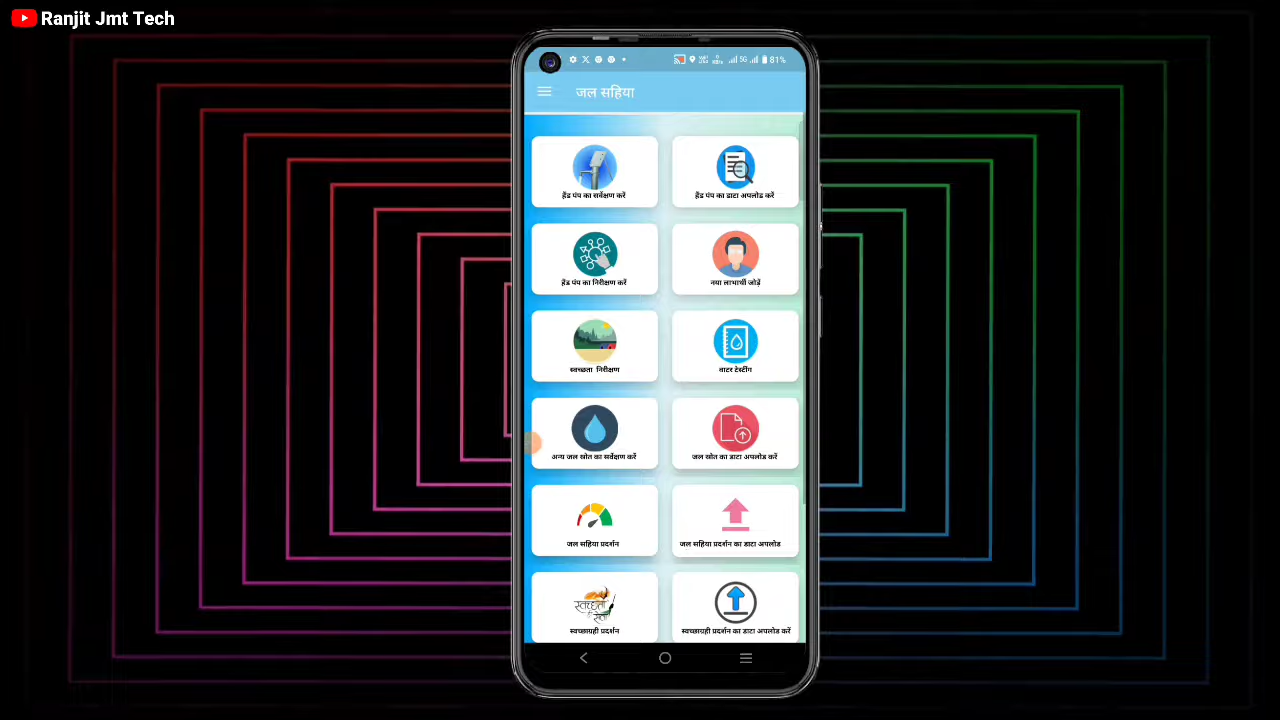 Ranjit Jmt Tech
5G 81%
जल सहिया
हैंड पंप का सर्वेक्षण करें
हैंड पंप का डाटा अपलोड करें
हैंड पंप का निरीक्षण करें
नया लाभार्थी जोड़ें
स्वच्छता निरीक्षण
वाटर टेस्टींग
अन्य जल स्रोत का सर्वेक्षण करें
जल स्रोत का डाटा अपलोड करें
जल सहिया प्रदर्शन
जल सहिया प्रदर्शन का डाटा अपलोड
स्वच्छाग्रही प्रदर्शन
स्वच्छाग्रही प्रदर्शन का डाटा अपलोड करें